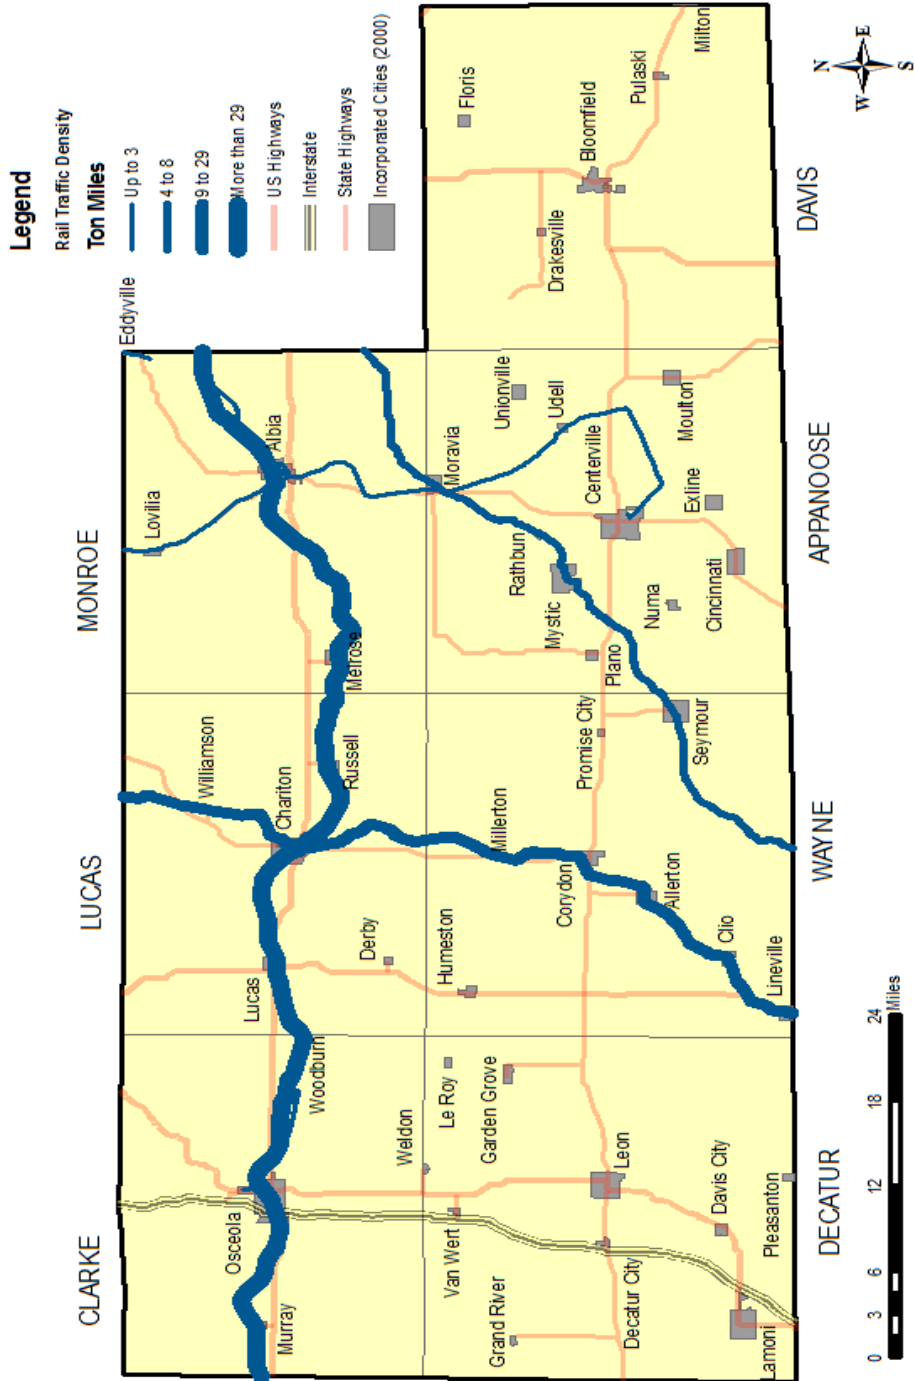 Legend
Rail Traffic Density
Ton Miles
Up to 3
4 to 8
9 to 29
More than 29
US Highways
Interstate
State Highways
Incorporated Cities (2000)
N
W
E
S
CLARKE
LUCAS
MONROE
Eddyville
Lovilia
Albia
Williamson
Chariton
Melrose
Russell
Lucas
Woodburn
Osceola
Murray
Derby
Humeston
Millerton
Weldon
Le Roy
Garden Grove
Van Wert
Grand River
Leon
Decatur City
Davis City
Pleasanton
Lamoni
Corydon
Allerton
Clio
Lineville
Promise City
Seymour
Plano
Numa
Mystic
Rathbun
Moravia
Unionville
Udell
Centerville
Moulton
Exline
Cincinnati
Floris
Drakesville
Bloomfield
Pulaski
Milton
DECATUR
WAYNE
APPANOOSE
DAVIS
0 3 6 12 18 24
Miles